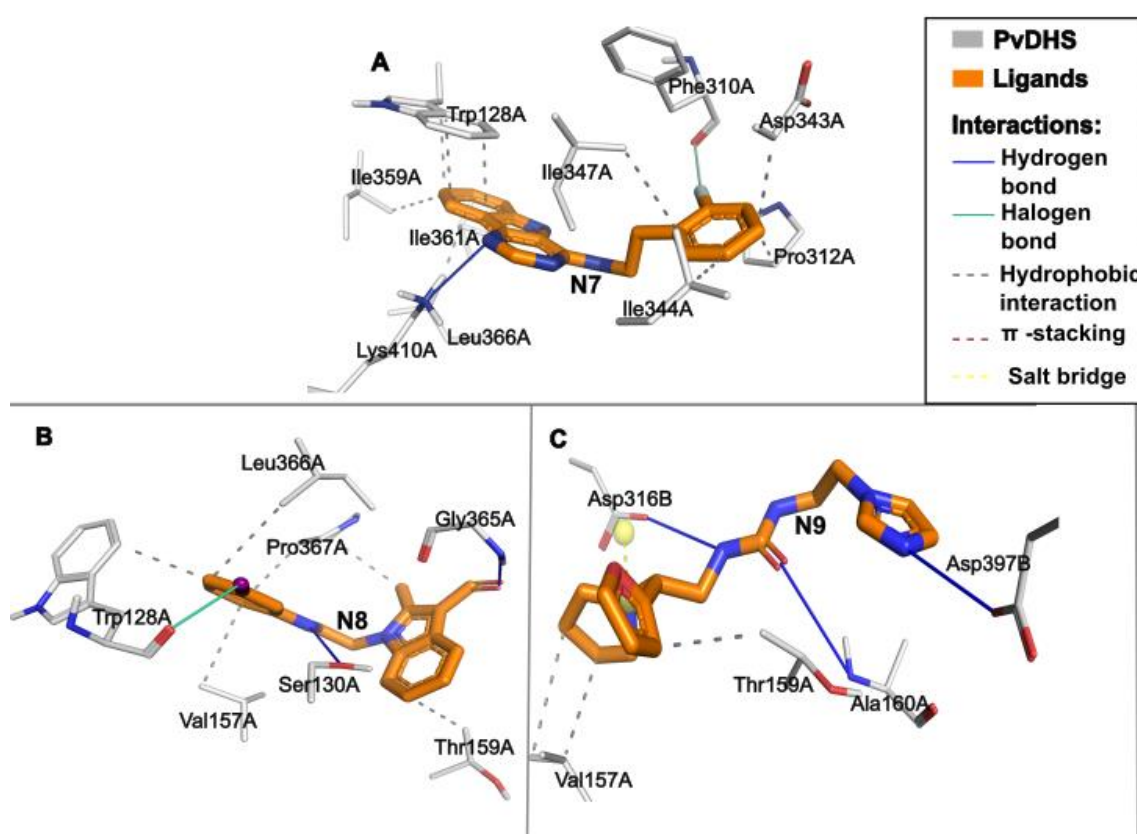 A
Trp128A
Phe310A
Asp343A
Ile347A
Ile359A
Ile361A
N7
Pro312A
Ile344A
Leu366A
Lys410A
PvDHS
Ligands
Interactions:
Hydrogen
bond
Halogen
bond
Hydrophobic
interaction
π -stacking
Salt bridge
B
Leu366A
Gly365A
Pro367A
N8
Trp128A
Ser130A
Val157A
Thr159A
C
Asp316B
N9
Asp397B
Thr159A
Ala160A
Val157A